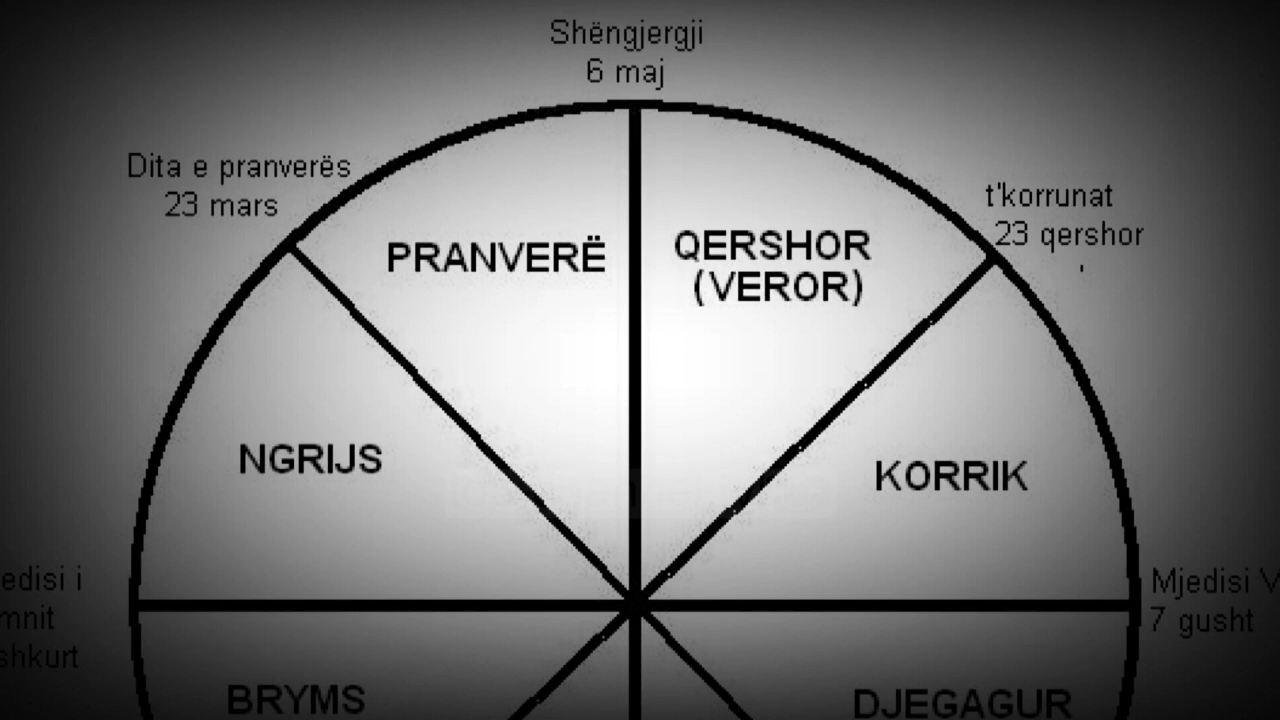 Shëngjergji
6 maj
Dita e pranverës
23 mars
t'korrunat
23 qershor
PRANVERË
QERSHOR
(VEROR)
NGRIJS
KORRIK
edisi i
mnit
shkurt
Mjedisi V
7 gusht
BRYMS
DJEGAGUR